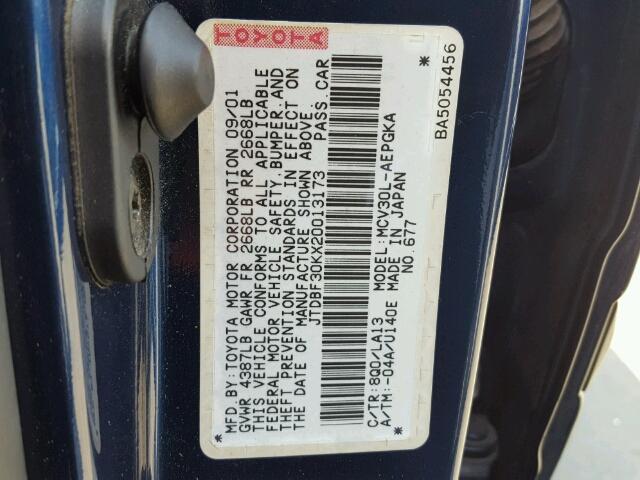 TOYOTA
MFD.BY:TOYOTA MOTOR CORPORATION 09/01
GVWR 4387LB GAWR FR 2668LB RR 2668LB
THIS VEHICLE CONFORMS TO ALL APPLICABLE
FEDERAL MOTOR VEHICLE SAFETY,BUMPER,AND
THEFT PREVENTION STANDARDS IN EFFECT ON
THE DATE OF MANUFACTURE SHOWN ABOVE.
JTDBF30KX20013173 PASS.CAR
C/TR:8Q0/LA13 MODEL:MCV30L-AEPGKA
A/TM:-04A/U140E MADE IN JAPAN
* NO.677 *
BA5054456